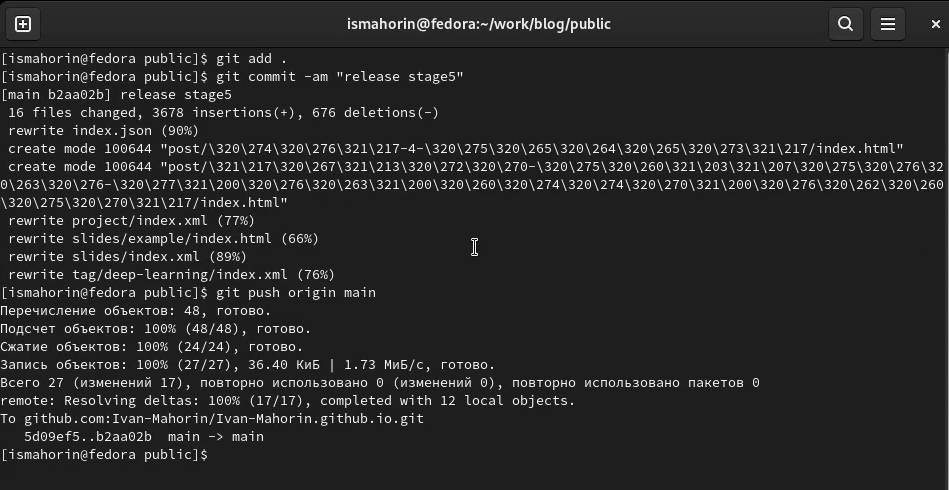 ismahorin@fedora:~/work/blog/public
[ismahorin@fedora public]$ git add .
[ismahorin@fedora public]$ git commit -am "release stage5"
[main b2aa02b] release stage5
 16 files changed, 3678 insertions(+), 676 deletions(-)
 rewrite index.json (90%)
 create mode 100644 "post/\320\274\320\276\321\217-4-\320\275\320\265\320\264\320\265\320\273\321\217/index.html"
 create mode 100644 "post/\321\217\320\267\321\213\320\272\320\270-\320\275\320\260\321\203\321\207\320\275\320\276\32
0\263\320\276-\320\277\321\200\320\276\320\263\321\200\320\260\320\274\320\274\320\270\321\200\320\276\320\262\320\260
\320\275\320\270\321\217/index.html"
 rewrite project/index.xml (77%)
 rewrite slides/example/index.html (66%)
 rewrite slides/index.xml (89%)
 rewrite tag/deep-learning/index.xml (76%)
[ismahorin@fedora public]$ git push origin main
Перечисление объектов: 48, готово.
Подсчет объектов: 100% (48/48), готово.
Сжатие объектов: 100% (24/24), готово.
Запись объектов: 100% (27/27), 36.40 КиБ | 1.73 МиБ/с, готово.
Всего 27 (изменений 17), повторно использовано 0 (изменений 0), повторно использовано пакетов 0
remote: Resolving deltas: 100% (17/17), completed with 12 local objects.
To github.com:Ivan-Mahorin/Ivan-Mahorin.github.io.git
   5d09ef5..b2aa02b  main -> main
[ismahorin@fedora public]$